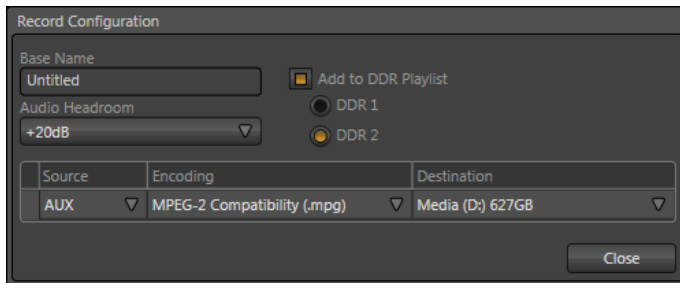 Record Configuration
Base Name
Untitled
Add to DDR Playlist
Audio Headroom
DDR 1
+20dB
DDR 2
Source Encoding Destination
AUX MPEG-2 Compatibility (.mpg) Media (D:) 627GB
Close